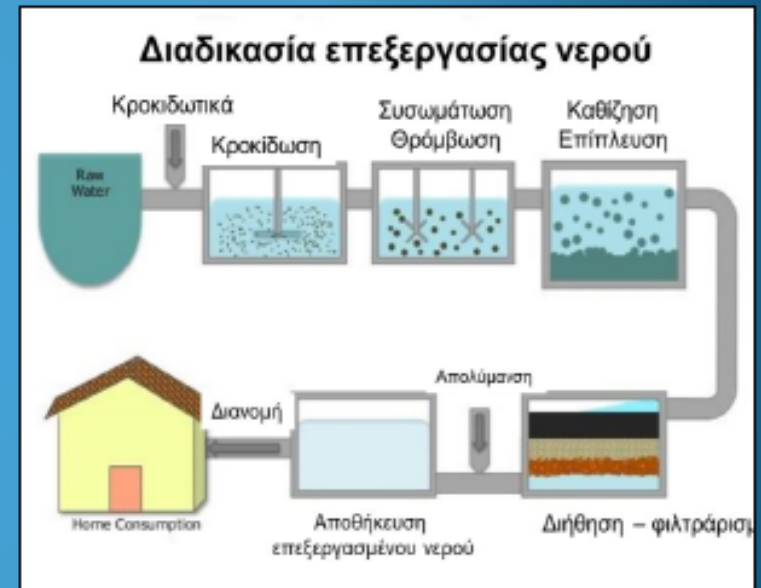 Διαδικασία επεξεργασίας νερού
Κροκιδωτικά
Κροκίδωση
Συσωμάτωση
Θρόμβωση
Καθίζηση
Επίπλευση
Raw
Water
Απολύμανση
Διανομή
Home Consumption
Αποθήκευση
επεξεργασμένου νερού
Διήθηση – φιλτράρισμ